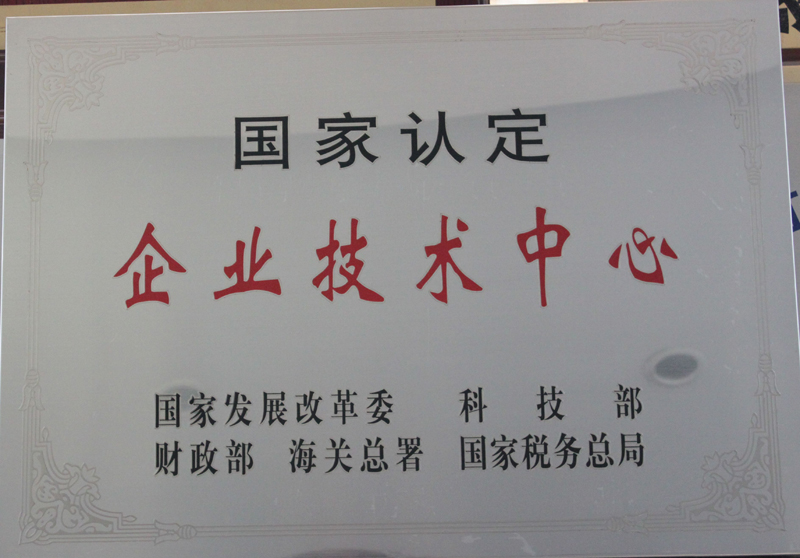 国家认定
企业技术中心
国家发展改革委 科技部
财政部 海关总署 国家税务总局